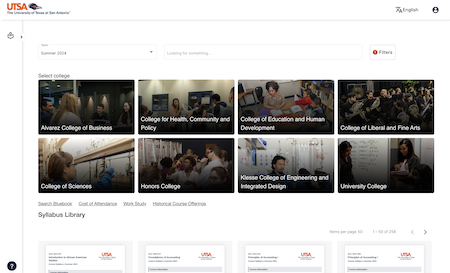 UTSA
The University of Texas at San Antonio
English
Term
Summer 2024
Looking for something...
Filters
Select college
Alvarez College of Business
College for Health, Community and
Policy
College of Education and Human
Development
College of Liberal and Fine Arts
College of Sciences
Honors College
Klesse College of Engineering and
Integrated Design
University College
Search Bluebook
Cost of Attendance
Work Study
Historical Course Offerings
Syllabus Library
Items per page 50
1 - 50 of 256
UTSA
UTSA
UTSA
UTSA
Introduction to African American
Studies
Principles of Accounting I
Principles of Accounting I
Principles of Accounting I
?